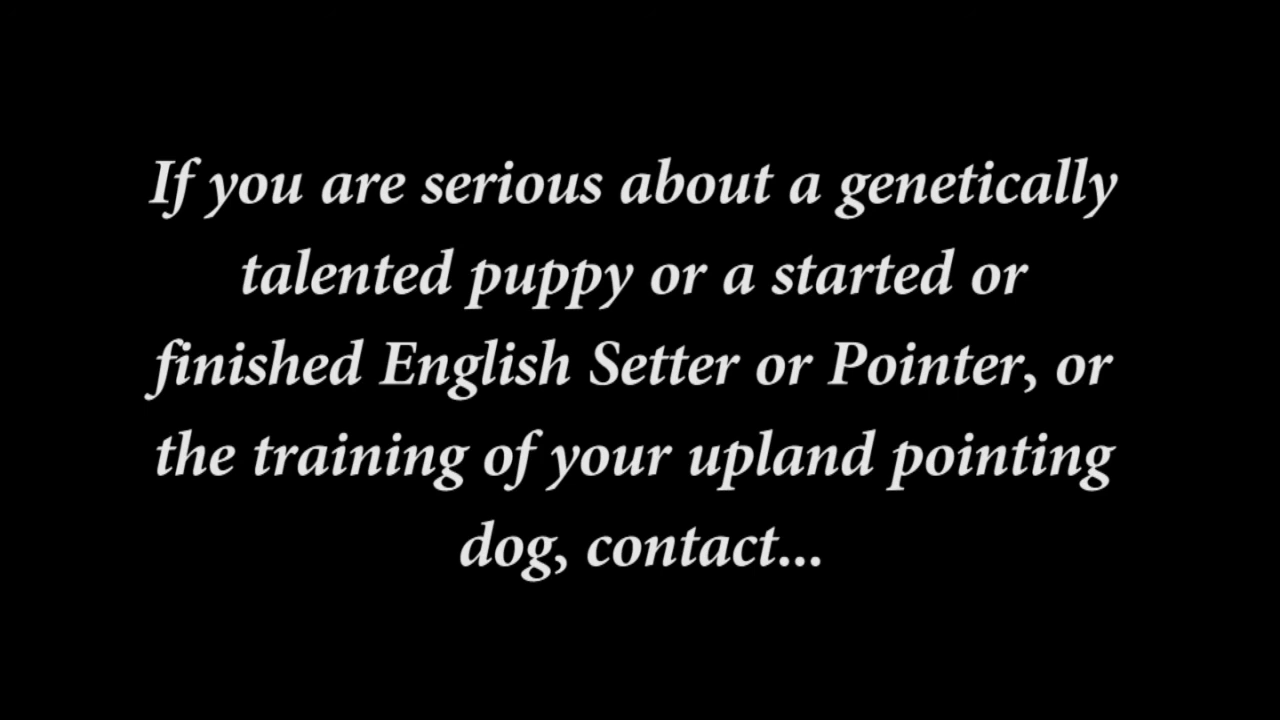 If you are serious about a genetically
talented puppy or a started or
finished English Setter or Pointer, or
the training of your upland pointing
dog, contact...